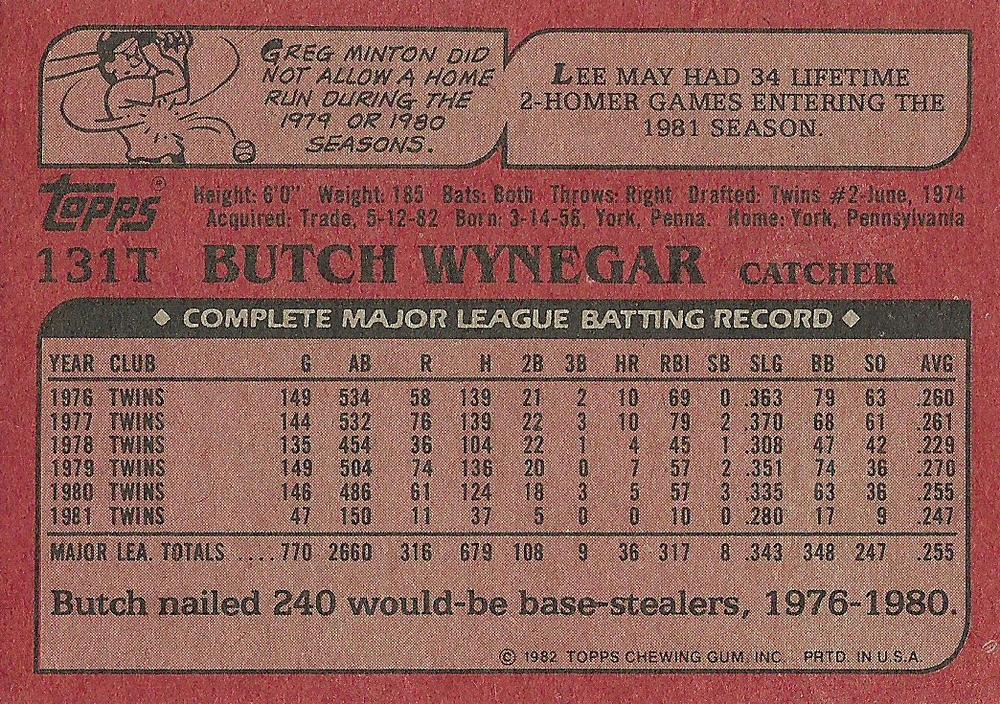 GREG MINTON DID
NOT ALLOW A HOME
RUN DURING THE
1979 OR 1980
SEASONS.
LEE MAY HAD 34 LIFETIME
2-HOMER GAMES ENTERING THE
1981 SEASON.
TOPPS®
Height: 6'0" Weight: 185 Bats: Both Throws: Right Drafted: Twins #2-June, 1974
Acquired: Trade, 5-12-82 Born: 3-14-56, York, Penna. Home: York, Pennsylvania
131T BUTCH WYNEGAR CATCHER
◆ COMPLETE MAJOR LEAGUE BATTING RECORD ◆
YEAR CLUB G AB R H 2B 3B HR RBI SB SLG BB SO AVG
1976 TWINS 149 534 58 139 21 2 10 69 0 .363 79 63 .260
1977 TWINS 144 532 76 139 22 3 10 79 2 .370 68 61 .261
1978 TWINS 135 454 36 104 22 1 4 45 1 .308 47 42 .229
1979 TWINS 149 504 74 136 20 0 7 57 2 .351 74 36 .270
1980 TWINS 146 486 61 124 18 3 5 57 3 .335 63 36 .255
1981 TWINS 47 150 11 37 5 0 0 10 0 .280 17 9 .247
MAJOR LEA. TOTALS ....770 2660 316 679 108 9 36 317 8 .343 348 247 .255
Butch nailed 240 would-be base-stealers, 1976-1980.
© 1982 TOPPS CHEWING GUM, INC. PRTD. IN U.S.A.